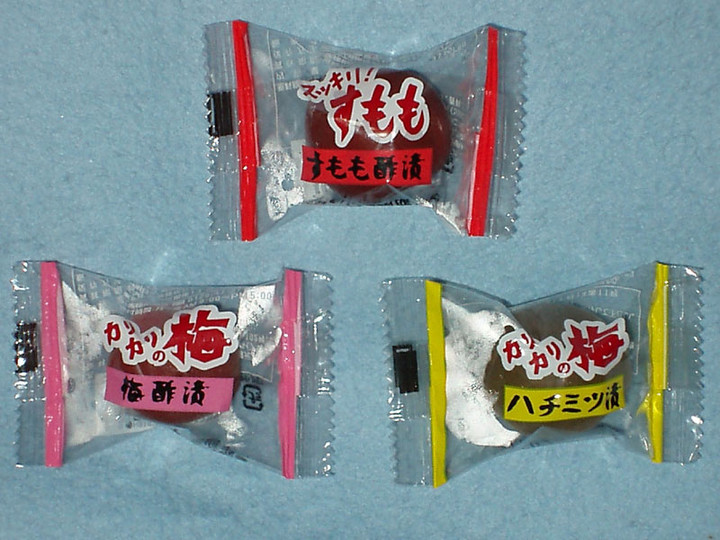 スッキリ!
すもも
すもも酢漬
カリカリの梅
梅酢漬
カリカリの梅
ハチミツ漬